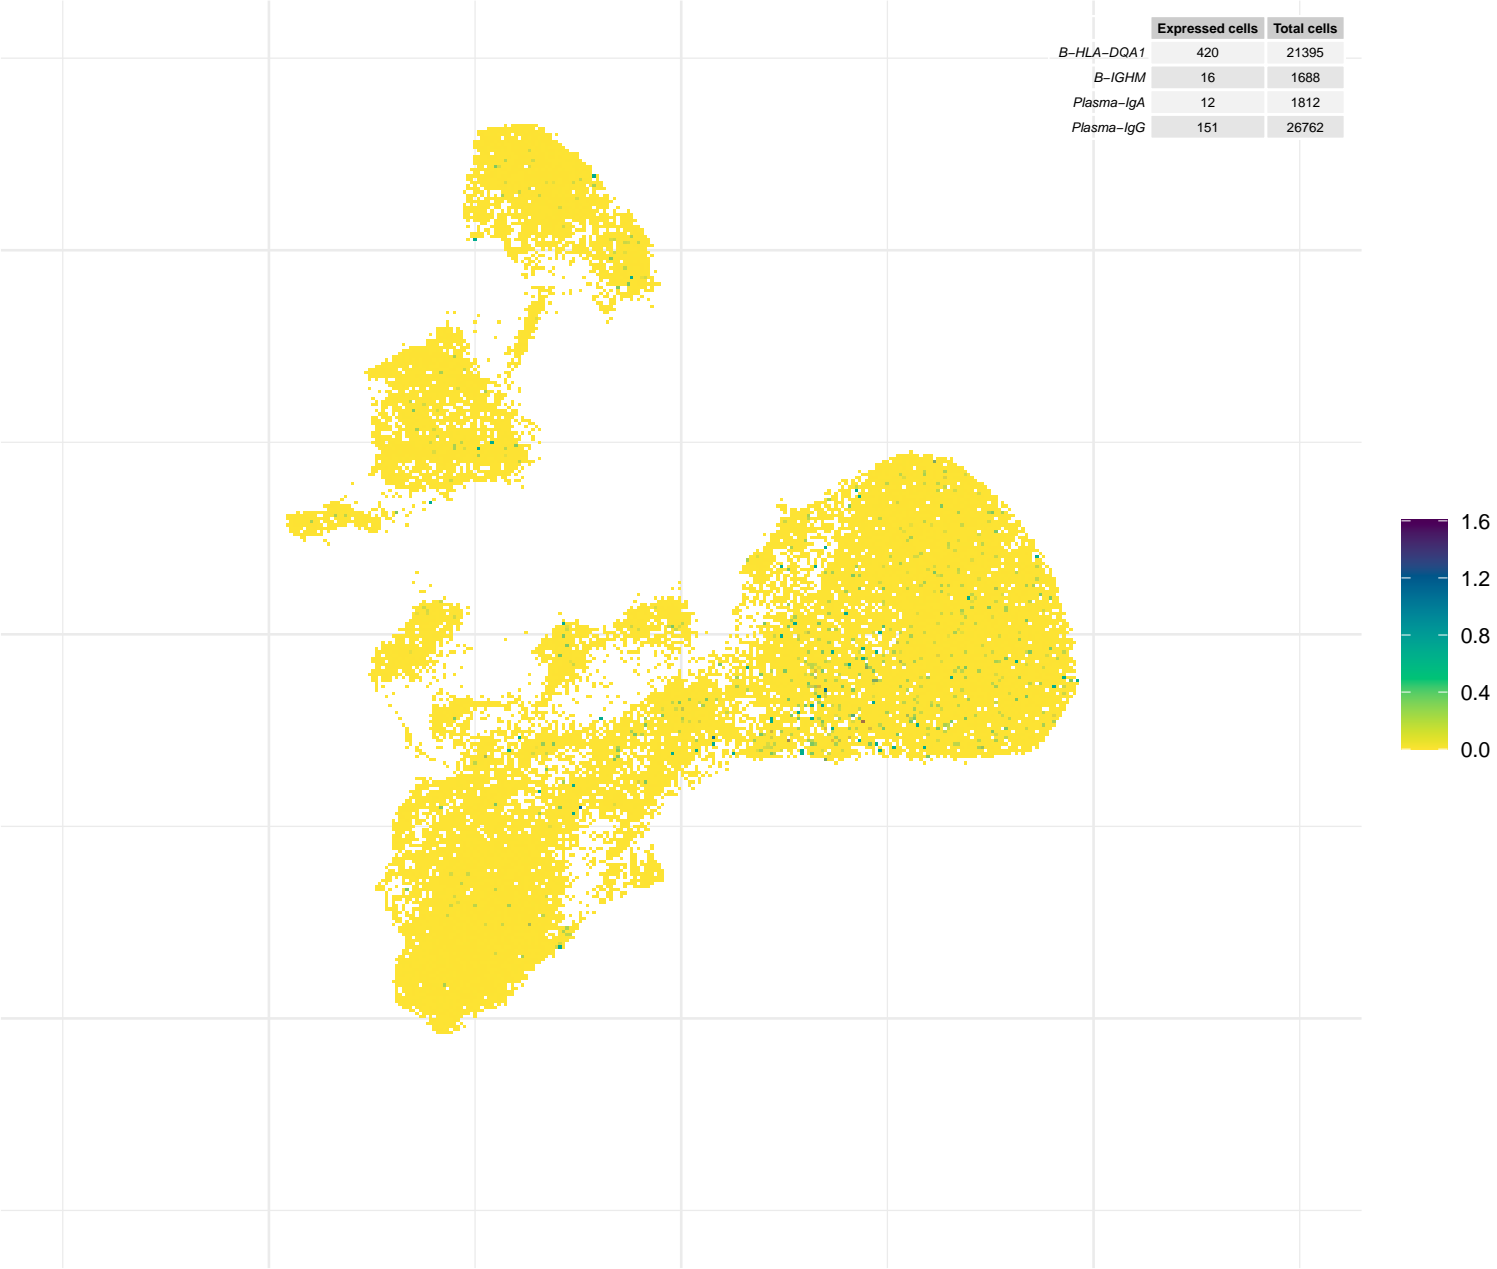 Expressed cells Total cells
B−HLA−DQA1 420 21395
B−IGHM 16 1688
Plasma−IgA 12 1812
Plasma−IgG 151 26762
1.6
1.2
0.8
0.4
0.0